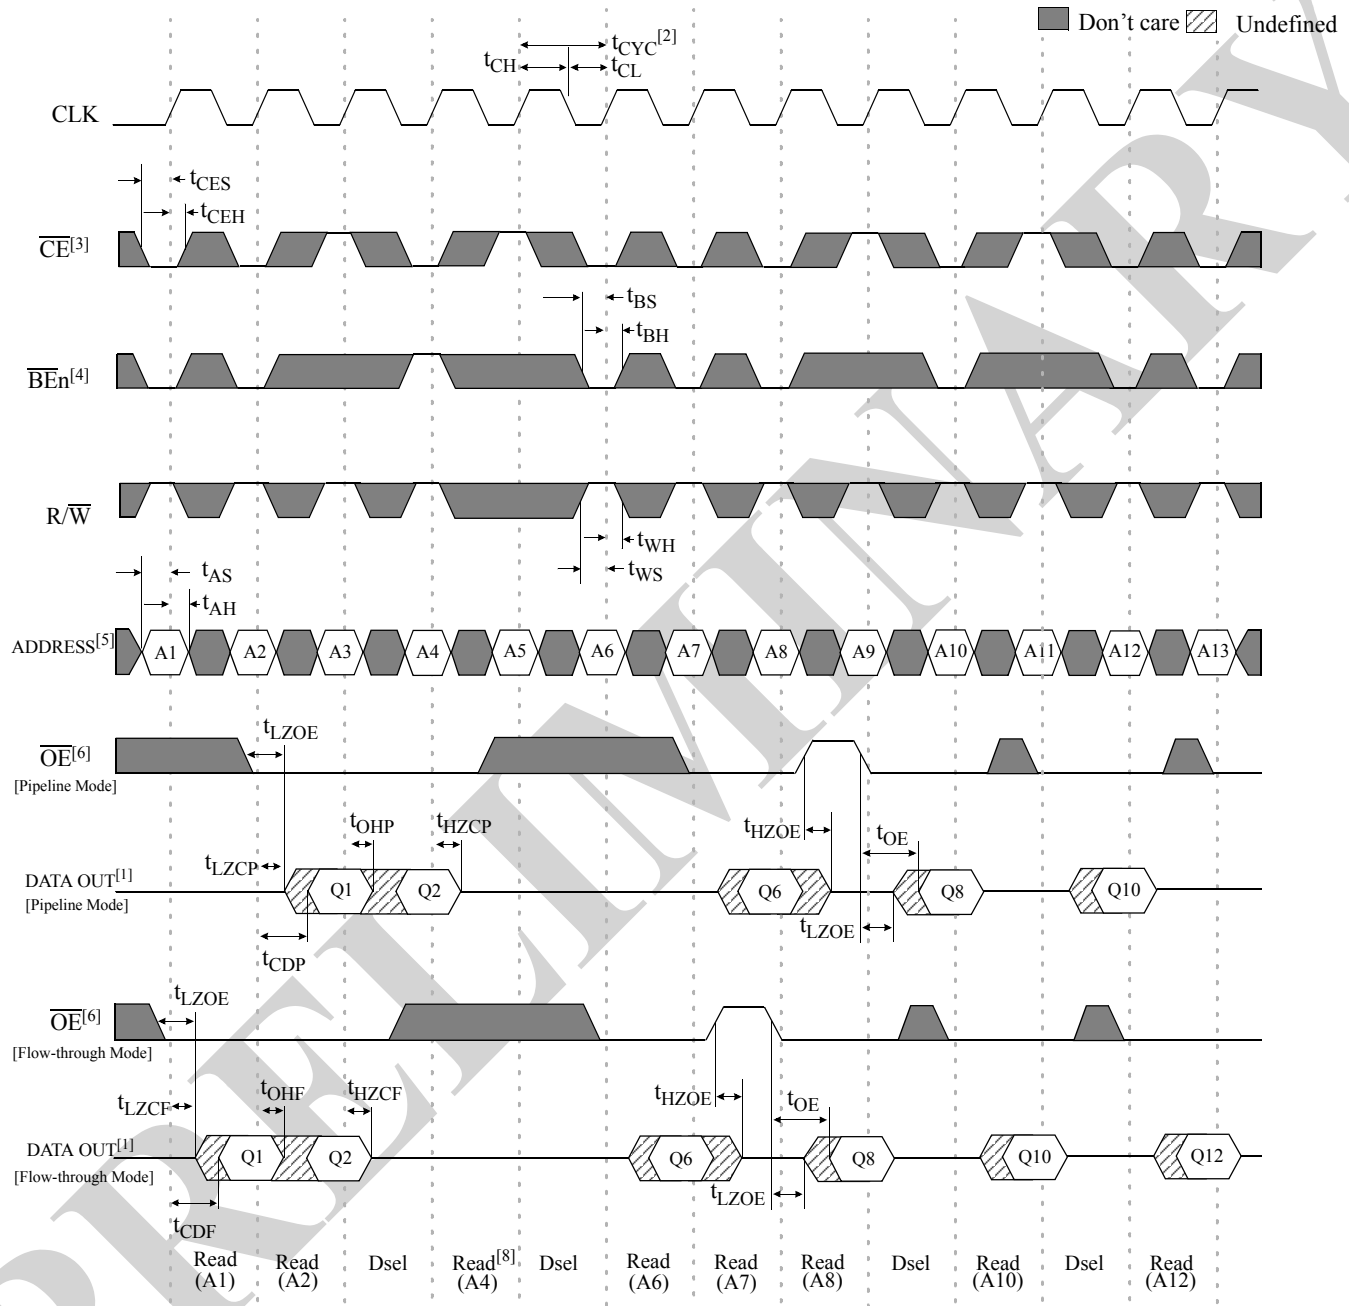 Don't care
Undefined
tCYC[2]
tCH
tCL
CLK
tCES
tCEH
CE[3]
tBS
tBH
BEn[4]
R/W
tWH
tWS
tAS
tAH
ADDRESS[5]
A1 A2 A3 A4 A5 A6 A7 A8 A9 A10 A11 A12 A13
tLZOE
OE[6]
[Pipeline Mode]
tOHP
tHZCP
tHZOE
tOE
tLZCP
DATA OUT[1]
[Pipeline Mode]
Q1 Q2 Q6 Q8 Q10
tLZOE
tCDP
tLZOE
OE[6]
[Flow-through Mode]
tLZCF
tOHF
tHZCF
tHZOE
tOE
DATA OUT[1]
[Flow-through Mode]
Q1 Q2 Q6 Q8 Q10 Q12
tLZOE
tCDF
Read
(A1)
Read
(A2)
Dsel
Read[8]
(A4)
Dsel
Read
(A6)
Read
(A7)
Read
(A8)
Dsel
Read
(A10)
Dsel
Read
(A12)
PRELIMINARY